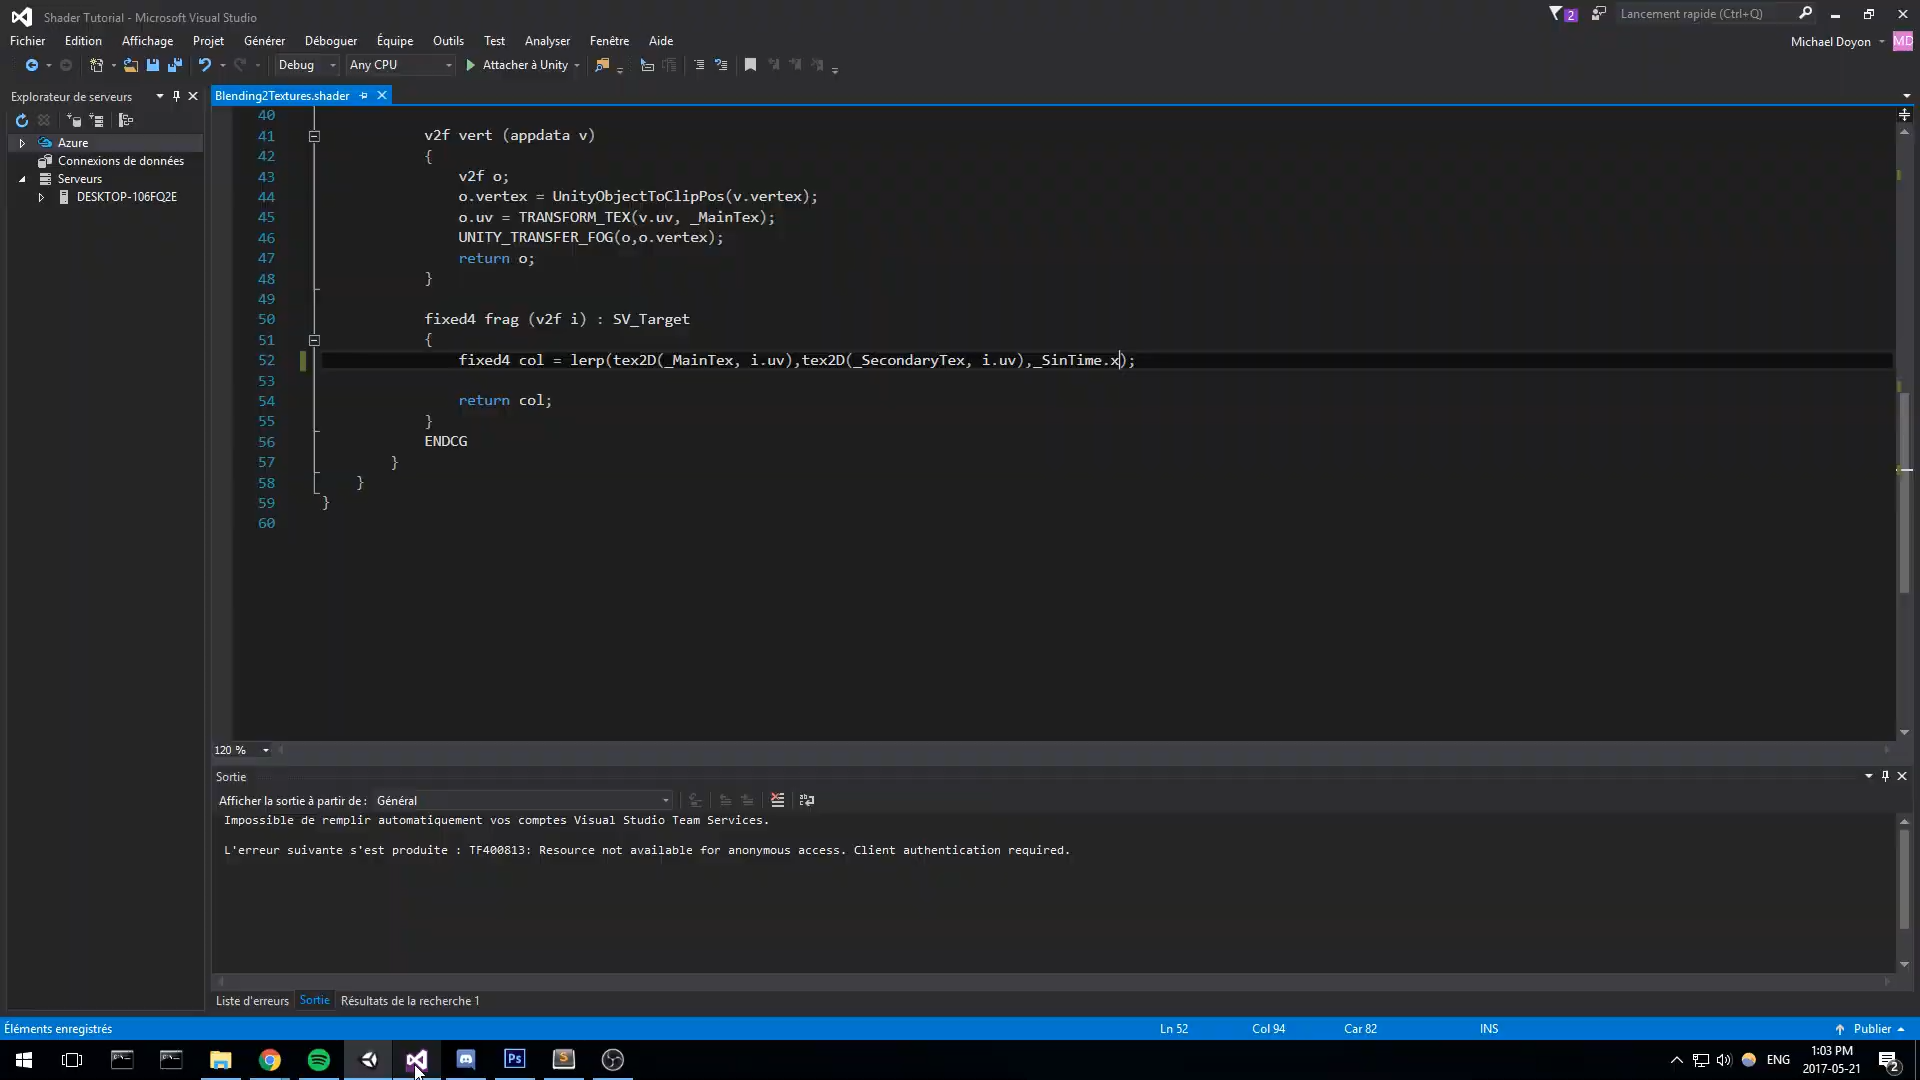 Shader Tutorial - Microsoft Visual Studio
2
Lancement rapide (Ctrl+Q)
Fichier Edition Affichage Projet Générer Déboguer Équipe Outils Test Analyser Fenêtre Aide
Michael Doyon MD
Debug Any CPU Attacher à Unity
Explorateur de serveurs
Blending2Textures.shader
Azure
Connexions de données
Serveurs
DESKTOP-106FQ2E
40
41 v2f vert (appdata v)
42 {
43 v2f o;
44 o.vertex = UnityObjectToClipPos(v.vertex);
45 o.uv = TRANSFORM_TEX(v.uv, _MainTex);
46 UNITY_TRANSFER_FOG(o,o.vertex);
47 return o;
48 }
49
50 fixed4 frag (v2f i) : SV_Target
51 {
52 fixed4 col = lerp(tex2D(_MainTex, i.uv),tex2D(_SecondaryTex, i.uv),_SinTime.x);
53
54 return col;
55 }
56 ENDCG
57 }
58 }
59 }
60
120 %
Sortie
Afficher la sortie à partir de : Général
Impossible de remplir automatiquement vos comptes Visual Studio Team Services.
L'erreur suivante s'est produite : TF400813: Resource not available for anonymous access. Client authentication required.
Liste d'erreurs Sortie Résultats de la recherche 1
Éléments enregistrés Ln 52 Col 94 Car 82 INS Publier
Ps S ENG 1:03 PM
2017-05-21 2